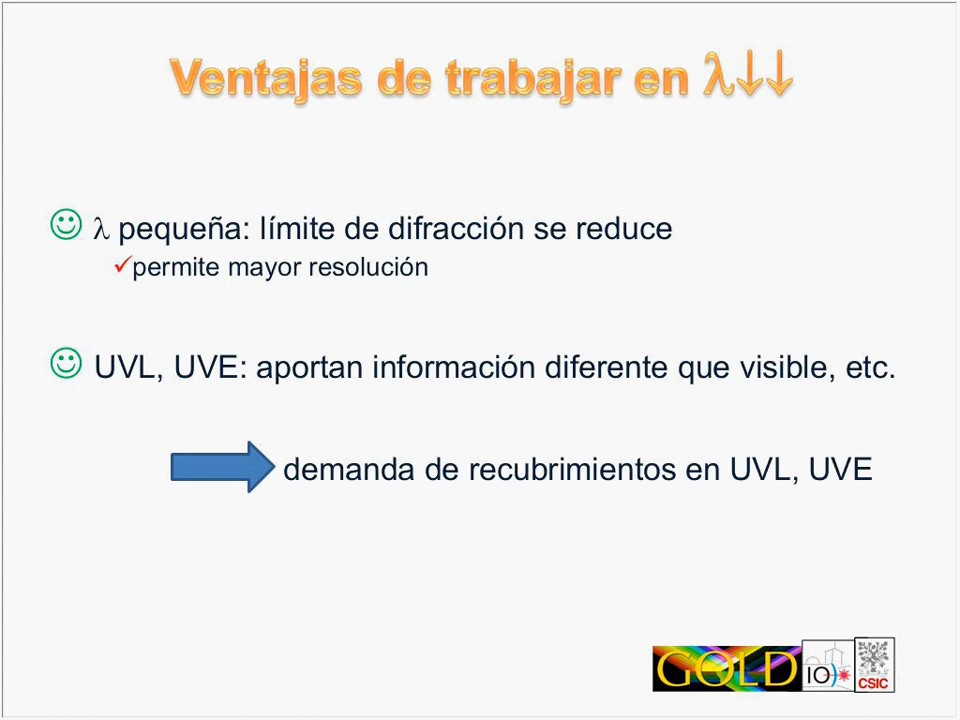 Ventajas de trabajar en λ↓↓
λ pequeña: límite de difracción se reduce
permite mayor resolución
UVL, UVE: aportan información diferente que visible, etc.
demanda de recubrimientos en UVL, UVE
GOLD IO CSIC